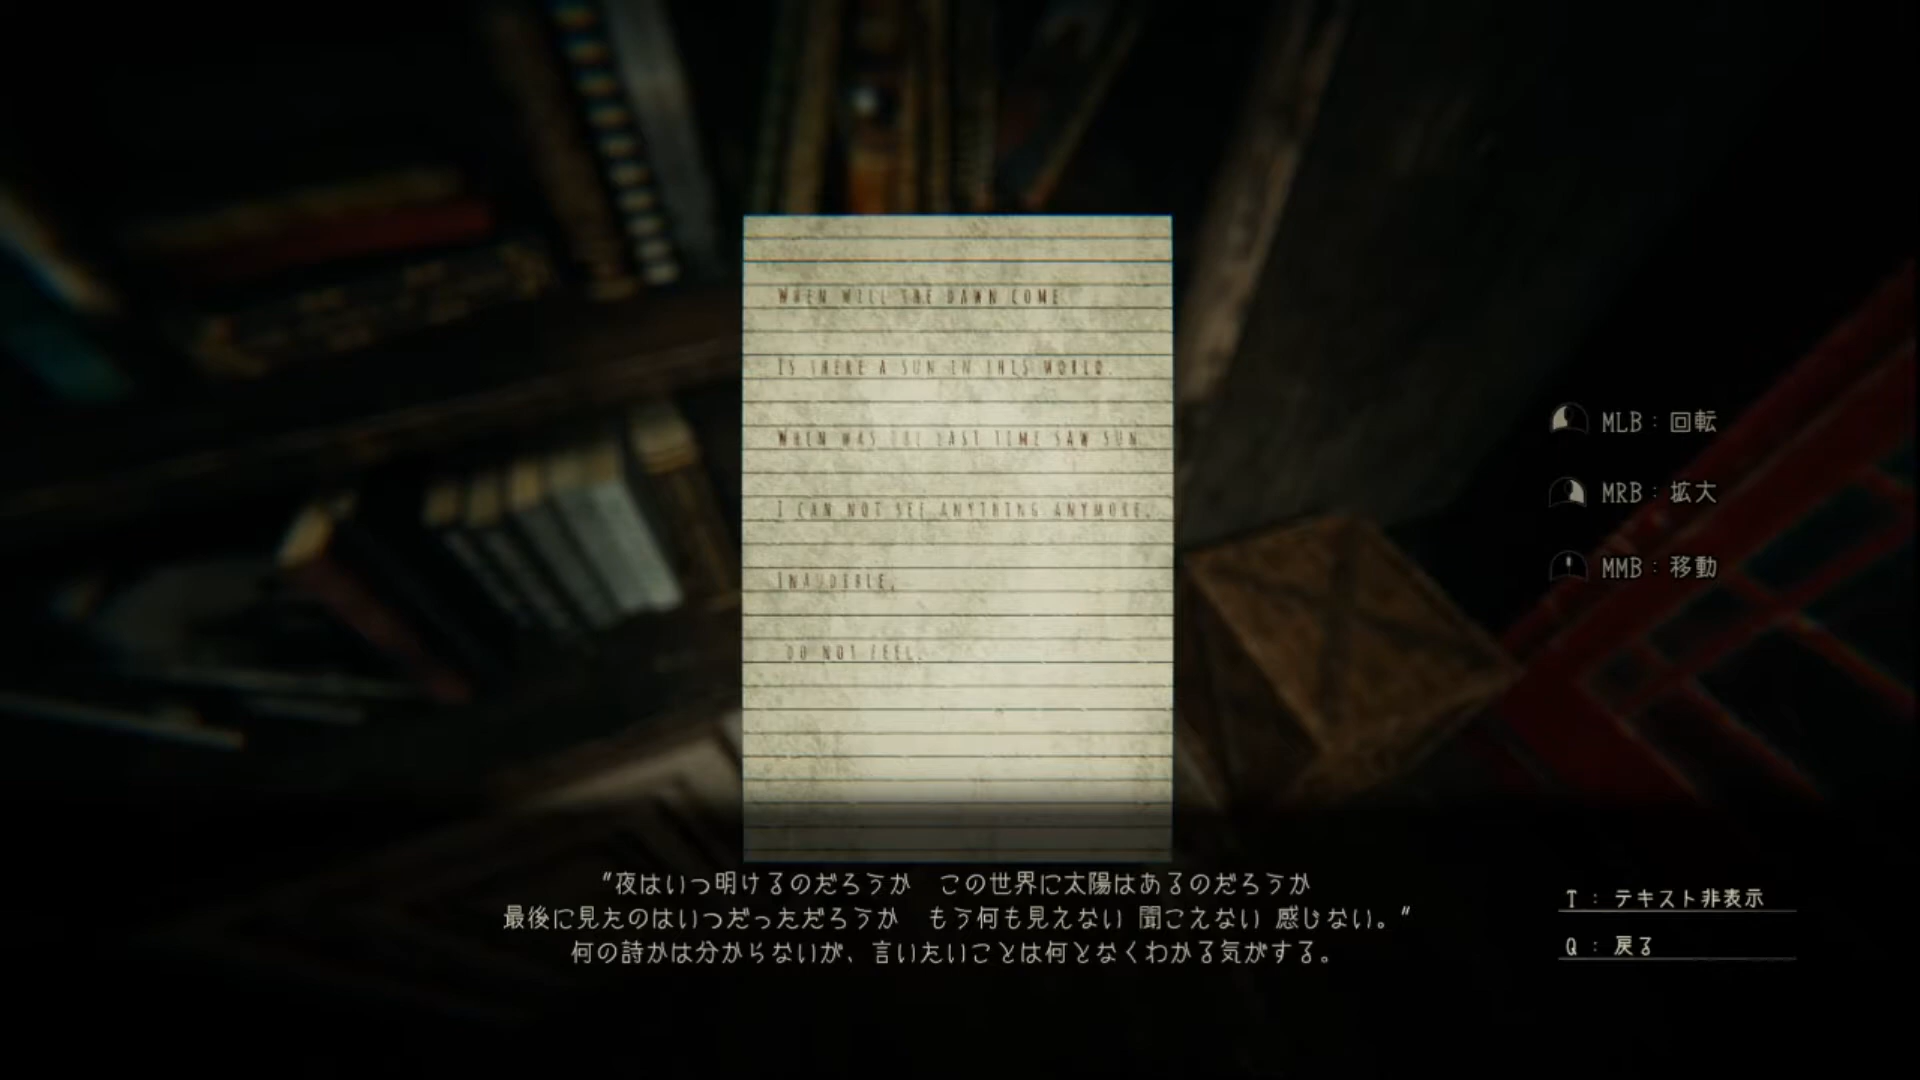 WHEN WILL THE DAWN COME
IS THERE A SUN IN THIS WORLD.
WHEN WAS THE LAST TIME SAW SUN
I CAN NOT SEE ANYTHING ANYMORE,
INAUDIBLE,
DO NOT FEEL.
MLB : 回転
MRB : 拡大
MMB : 移動
"夜はいつ明けるのだろうか　この世界に太陽はあるのだろうか
最後に見たのはいつだっただろうか　もう何も見えない 聞こえない 感じない。"
何の詩かは分からないが、言いたいことは何となくわかる気がする。
T : テキスト非表示
Q : 戻る